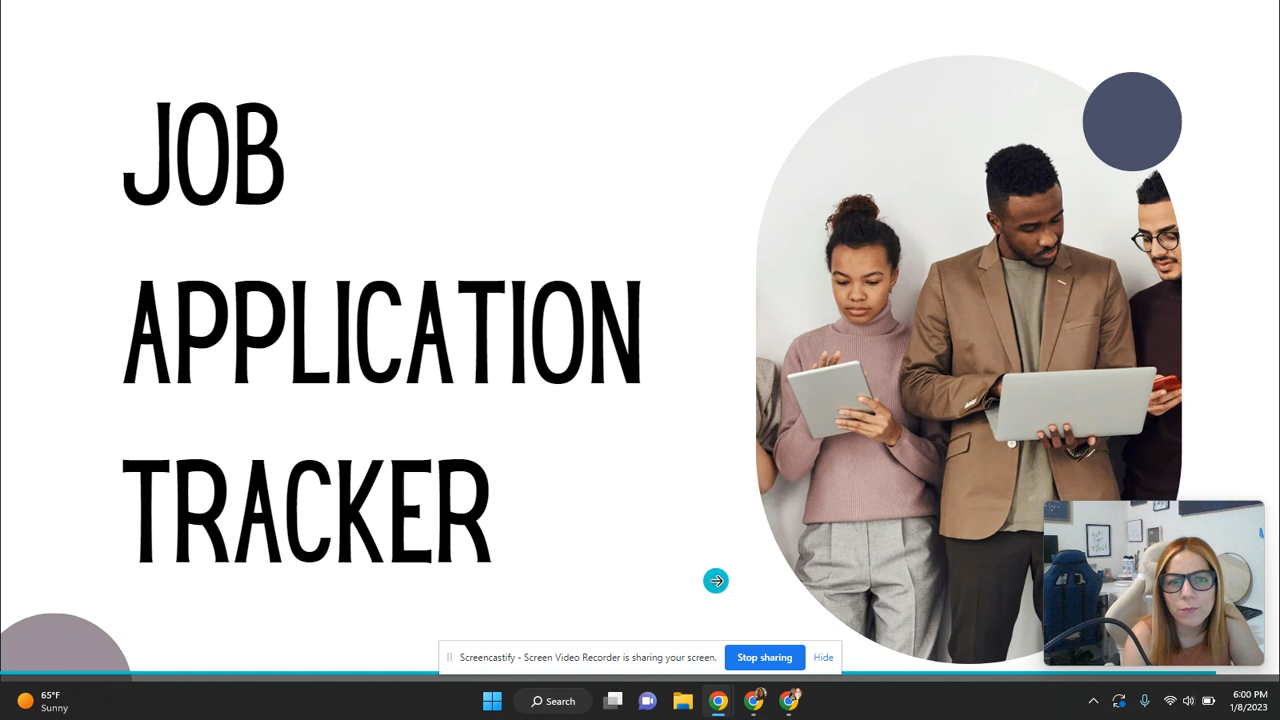 JOB
APPLICATION
TRACKER
Screencastify - Screen Video Recorder is sharing your screen.
Stop sharing
Hide
65°F
Sunny
Search
6:00 PM
1/8/2023